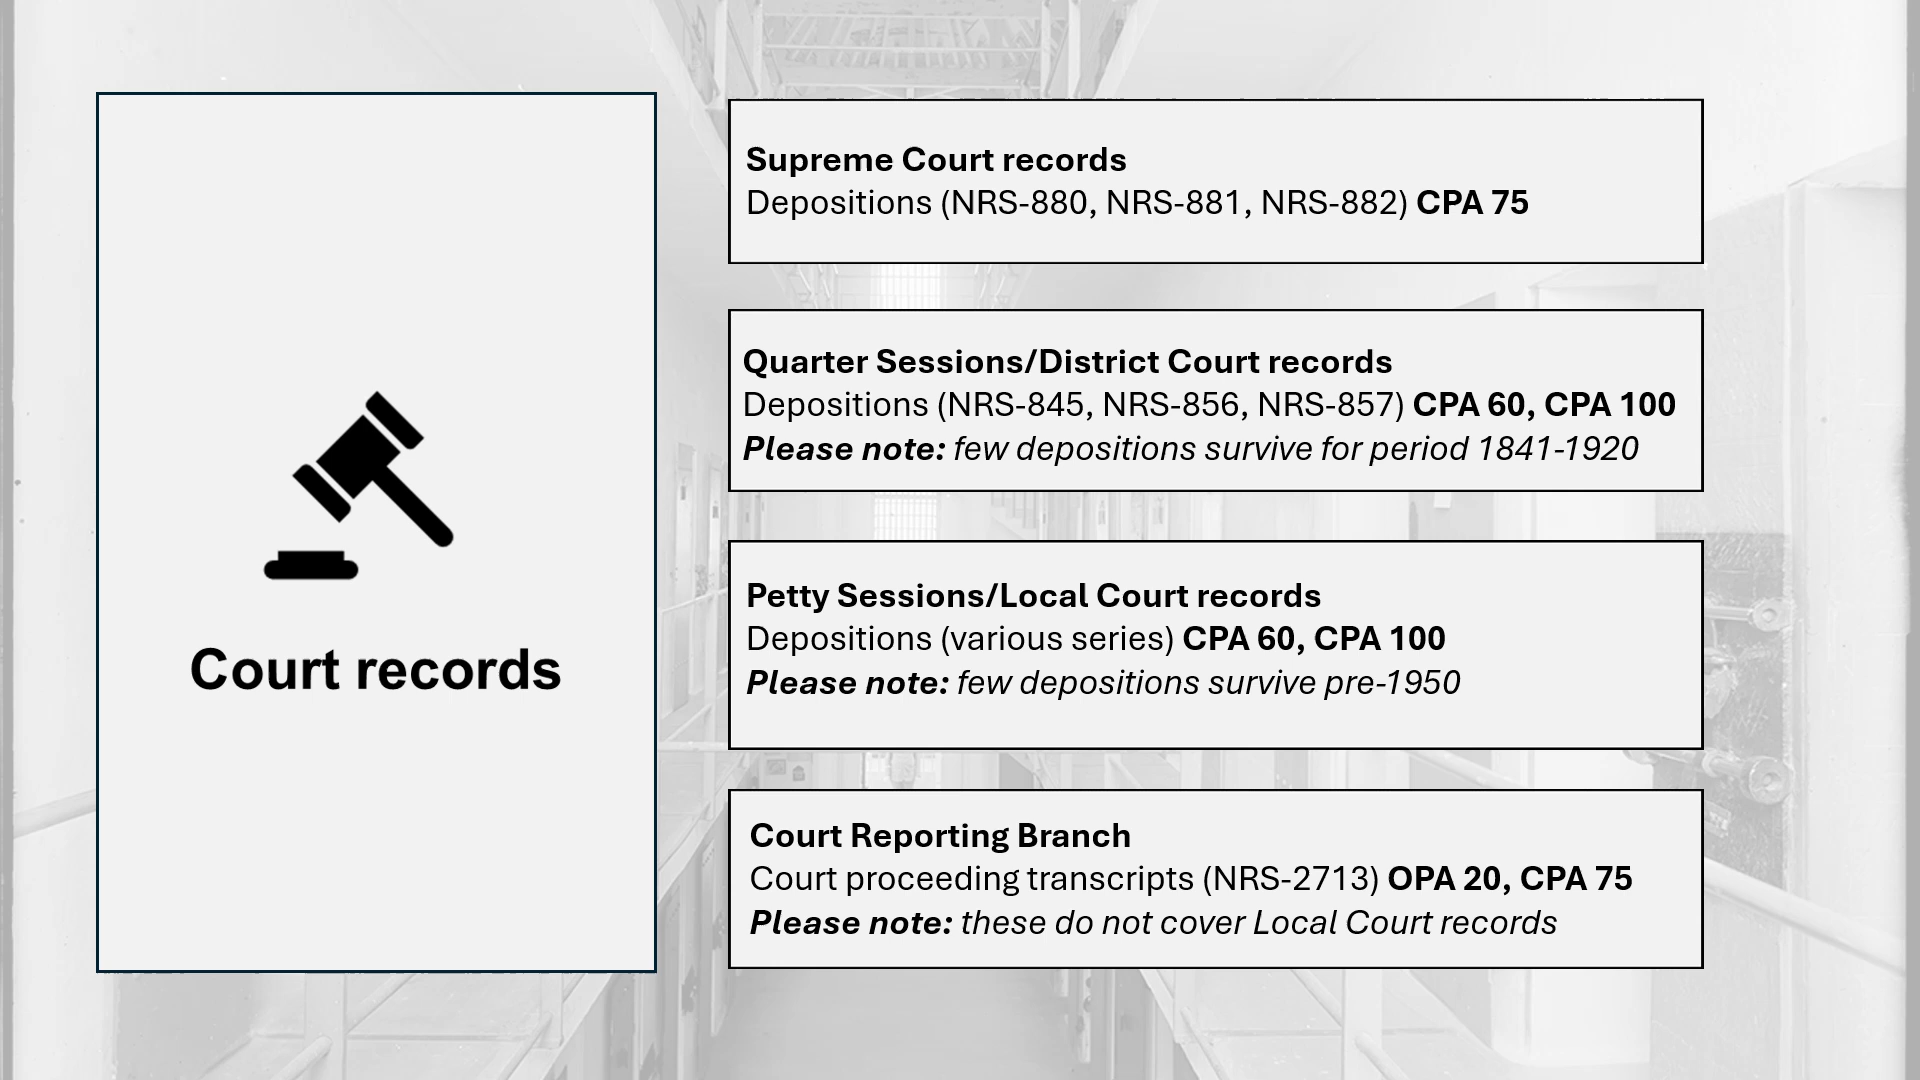 Court records
Supreme Court records
Depositions (NRS-880, NRS-881, NRS-882) CPA 75
Quarter Sessions/District Court records
Depositions (NRS-845, NRS-856, NRS-857) CPA 60, CPA 100
Please note: few depositions survive for period 1841-1920
Petty Sessions/Local Court records
Depositions (various series) CPA 60, CPA 100
Please note: few depositions survive pre-1950
Court Reporting Branch
Court proceeding transcripts (NRS-2713) OPA 20, CPA 75
Please note: these do not cover Local Court records